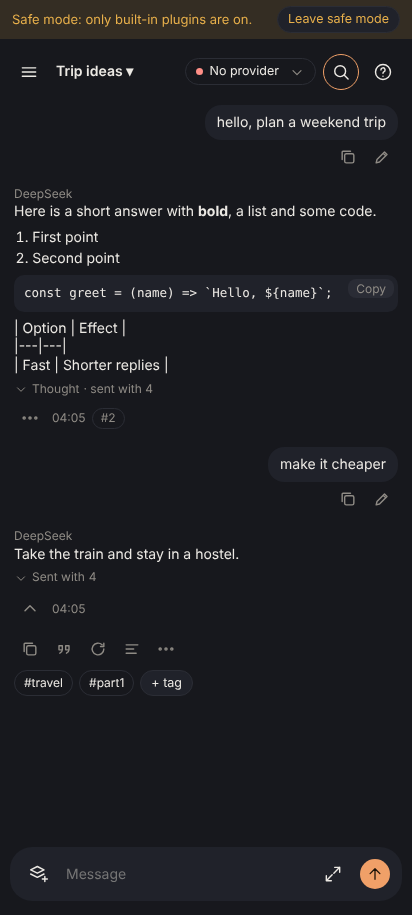 Safe mode: only built-in plugins are on. Leave safe mode
Trip ideas ▾ No provider
hello, plan a weekend trip
DeepSeek
Here is a short answer with bold, a list and some code.
1. First point
2. Second point
const greet = (name) => `Hello, ${name}`; Copy
| Option | Effect |
|---|---|
| Fast | Shorter replies |
Thought · sent with 4
04:05 #2
make it cheaper
DeepSeek
Take the train and stay in a hostel.
Sent with 4
04:05
#travel #part1 + tag
Message